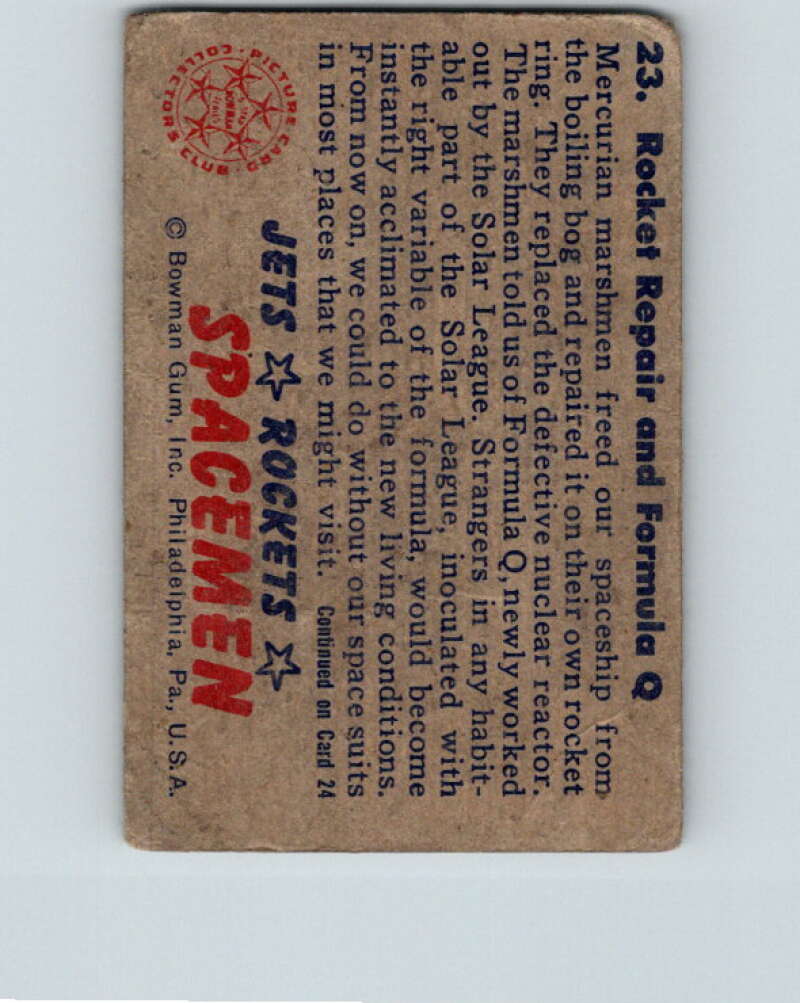 23. Rocket Repair and Formula Q
Mercurian marshmen freed our spaceship from
the boiling bog and repaired it on their own rocket
ring. They replaced the defective nuclear reactor.
The marshmen told us of Formula Q, newly worked
out by the Solar League. Strangers in any habit-
able part of the Solar League, inoculated with
the right variable of the formula, would become
instantly acclimated to the new living conditions.
From now on, we could do without our space suits
in most places that we might visit. Continued on Card 24
PICTURE CARD COLLECTORS CLUB
JETS ROCKETS
SPACEMEN
© Bowman Gum, Inc. Philadelphia, Pa., U.S.A.